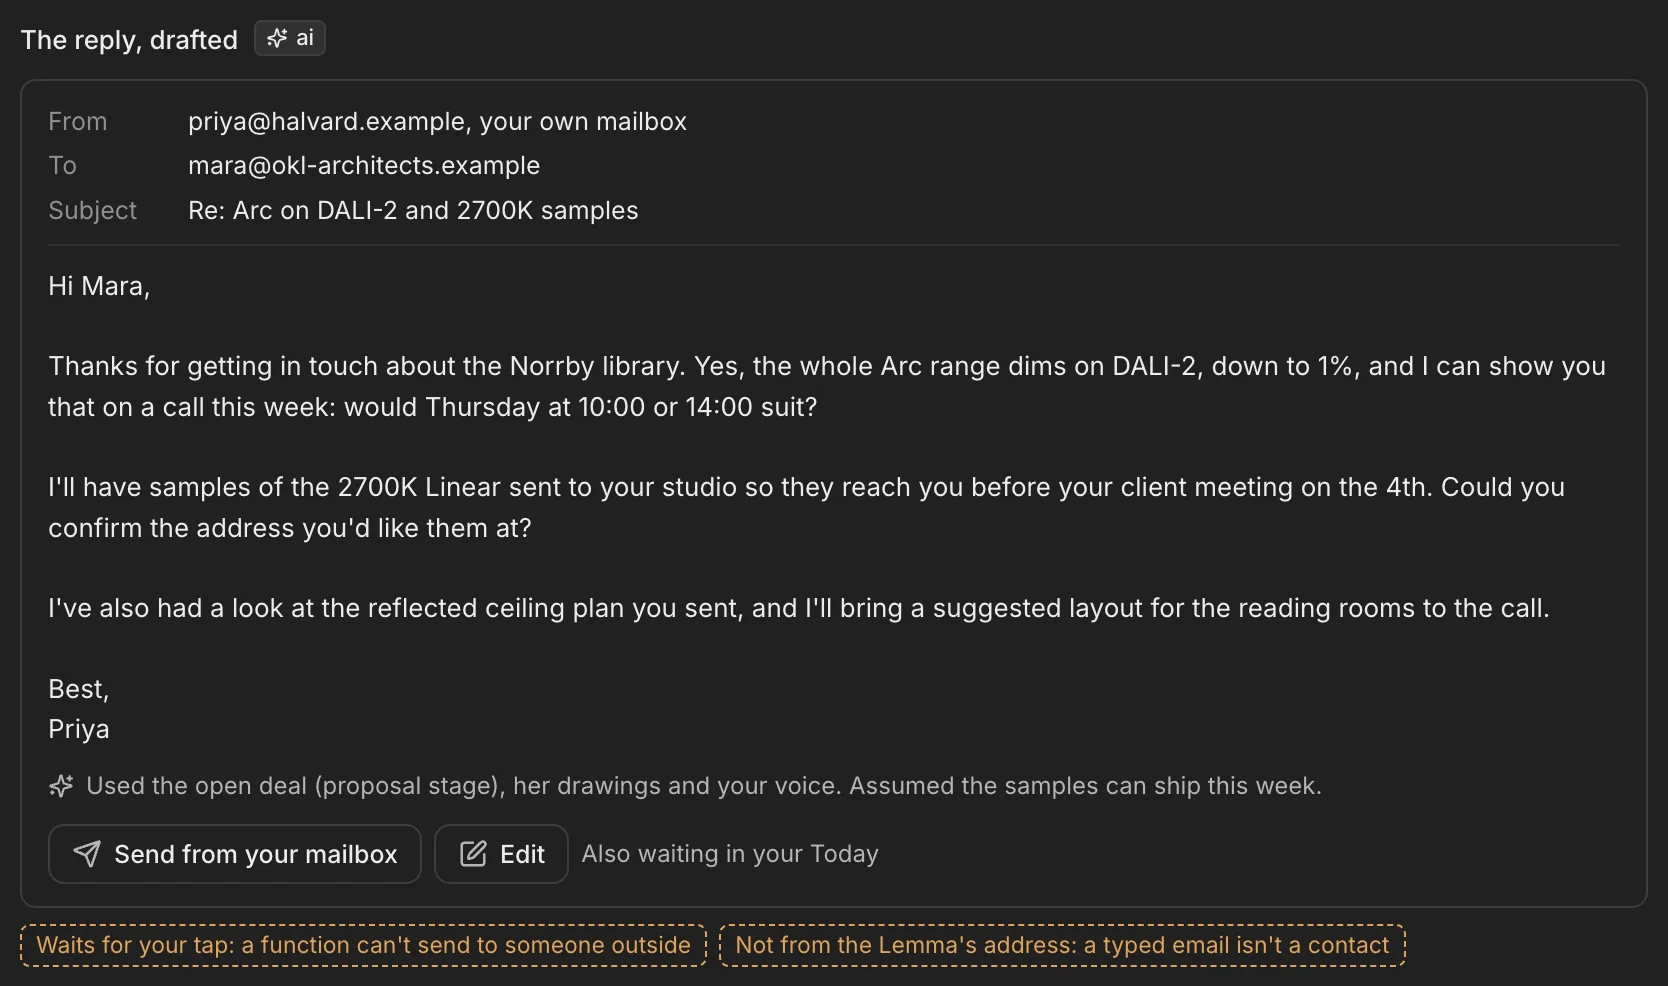 The reply, drafted ai
From priya@halvard.example, your own mailbox
To mara@okl-architects.example
Subject Re: Arc on DALI-2 and 2700K samples
Hi Mara,
Thanks for getting in touch about the Norrby library. Yes, the whole Arc range dims on DALI-2, down to 1%, and I can show you
that on a call this week: would Thursday at 10:00 or 14:00 suit?
I'll have samples of the 2700K Linear sent to your studio so they reach you before your client meeting on the 4th. Could you
confirm the address you'd like them at?
I've also had a look at the reflected ceiling plan you sent, and I'll bring a suggested layout for the reading rooms to the call.
Best,
Priya
Used the open deal (proposal stage), her drawings and your voice. Assumed the samples can ship this week.
Send from your mailbox Edit Also waiting in your Today
Waits for your tap: a function can't send to someone outside Not from the Lemma's address: a typed email isn't a contact